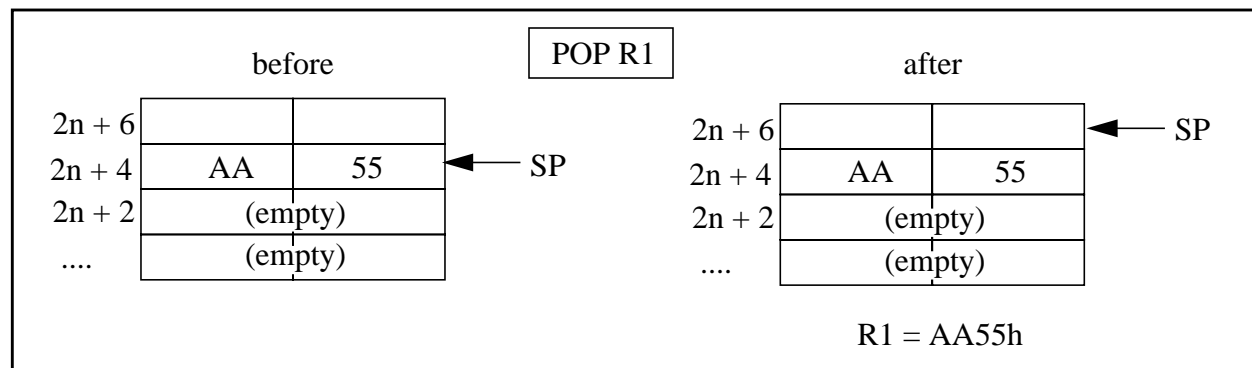 POP R1
before
after
2n + 6
2n + 4 AA 55 SP
2n + 2 (empty)
.... (empty)
2n + 6 SP
2n + 4 AA 55
2n + 2 (empty)
.... (empty)
R1 = AA55h